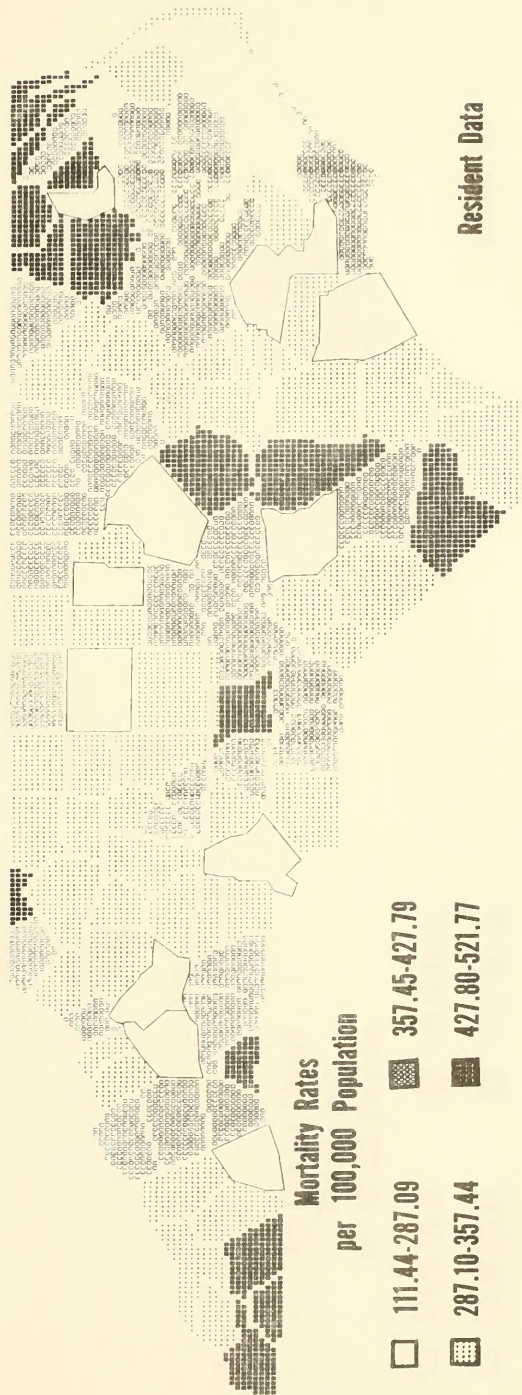 Mortality Rates
per 100,000 Population
111.44-287.09
357.45-427.79
287.10-357.44
427.80-521.77
Resident Data